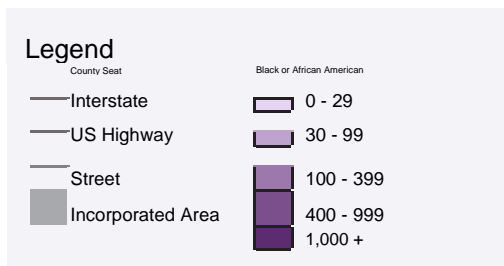 Legend
County Seat
Interstate
US Highway
Street
Incorporated Area
Black or African American
0 - 29
30 - 99
100 - 399
400 - 999
1,000 +